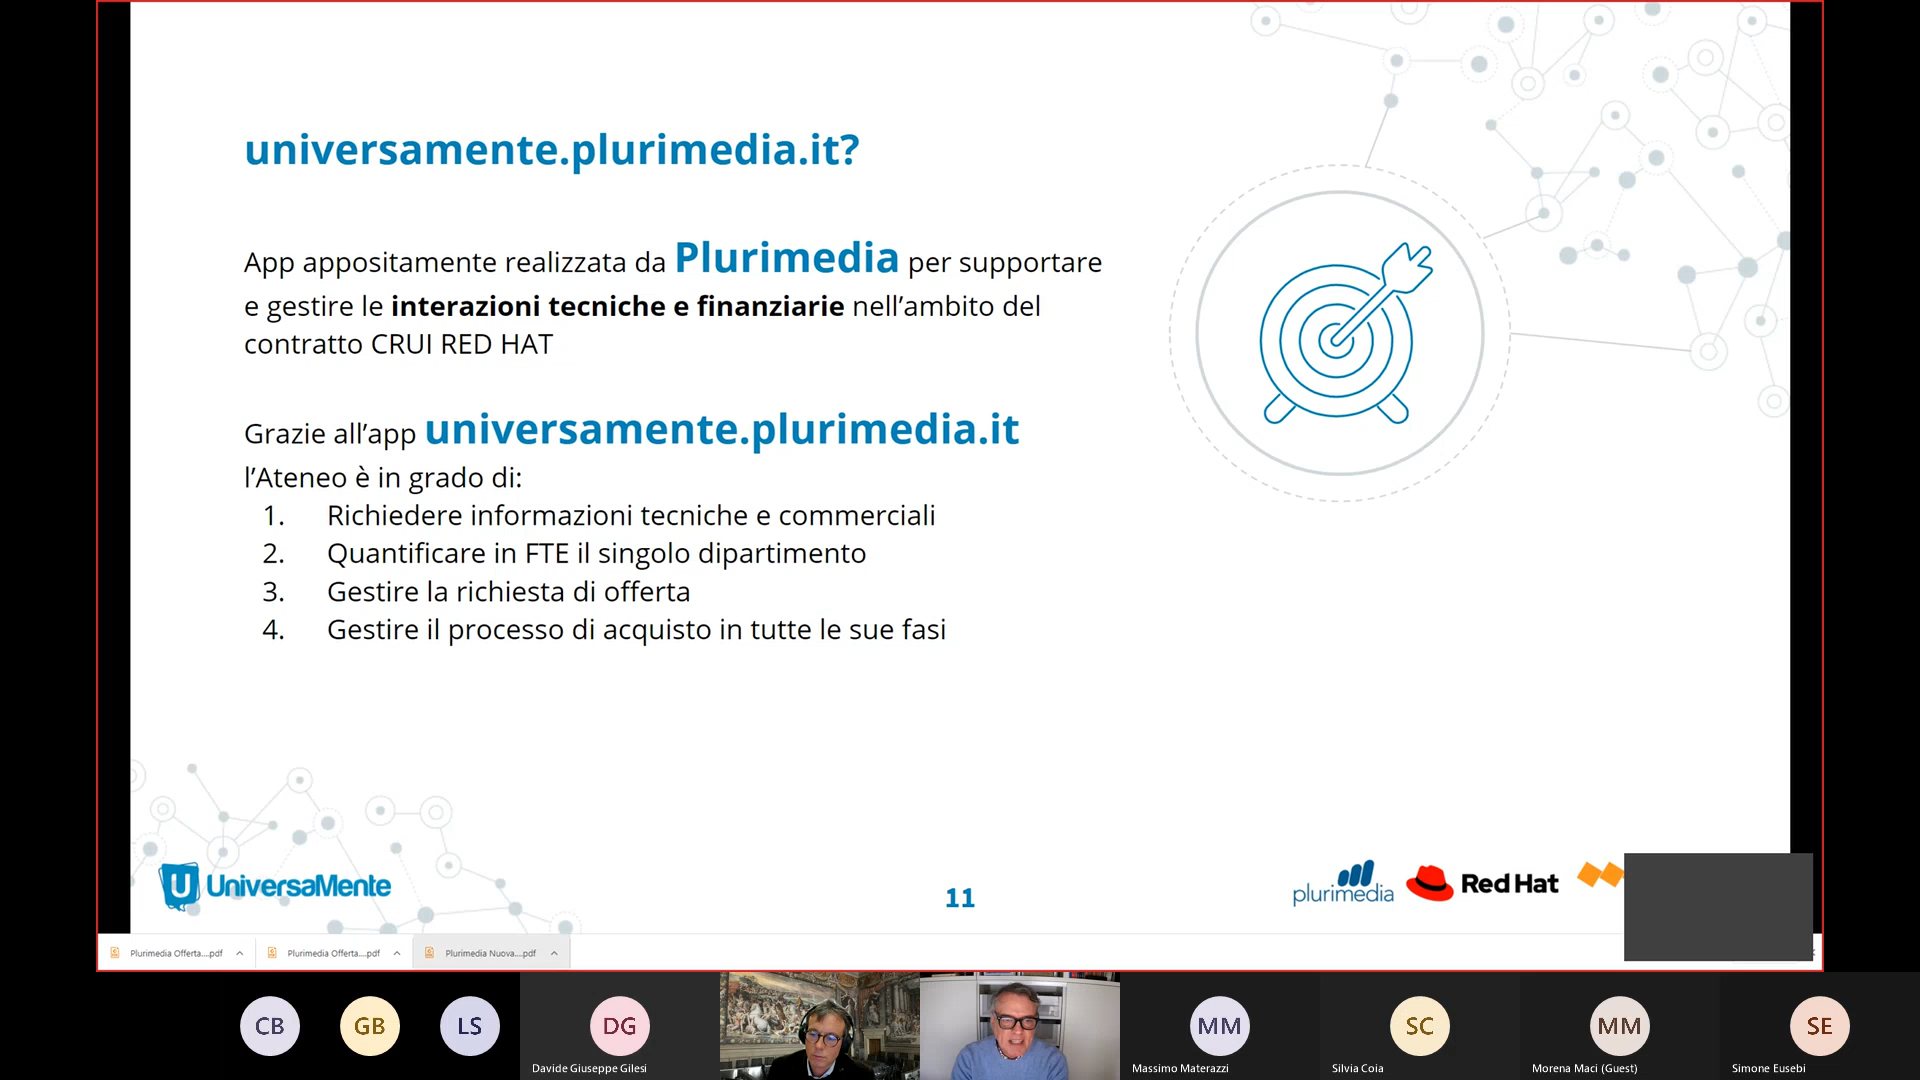 universamente.plurimedia.it?
App appositamente realizzata da Plurimedia per supportare
e gestire le interazioni tecniche e finanziarie nell’ambito del
contratto CRUI RED HAT
Grazie all’app universamente.plurimedia.it
l’Ateneo è in grado di:
1. Richiedere informazioni tecniche e commerciali
2. Quantificare in FTE il singolo dipartimento
3. Gestire la richiesta di offerta
4. Gestire il processo di acquisto in tutte le sue fasi
U UniversaMente
11
plurimedia
Red Hat
Plurimedia Offerta....pdf
Plurimedia Offerta....pdf
Plurimedia Nuova....pdf
CB
GB
LS
DG
MM
SC
MM
SE
Davide Giuseppe Gilesi
Massimo Materazzi
Silvia Coia
Morena Maci (Guest)
Simone Eusebi